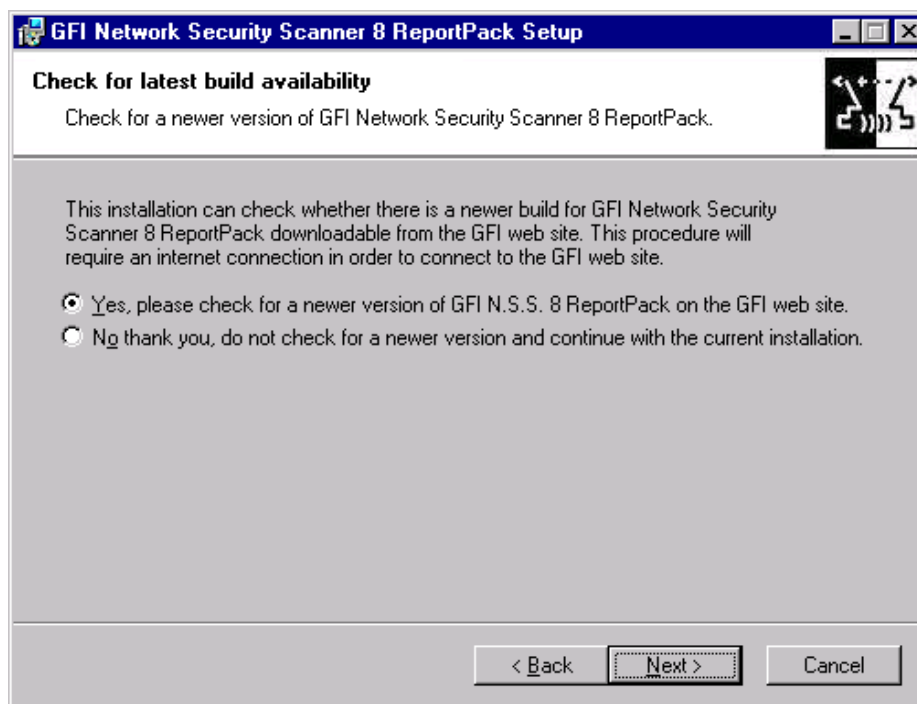 GFI Network Security Scanner 8 ReportPack Setup
Check for latest build availability
Check for a newer version of GFI Network Security Scanner 8 ReportPack.
This installation can check whether there is a newer build for GFI Network Security
Scanner 8 ReportPack downloadable from the GFI web site. This procedure will
require an internet connection in order to connect to the GFI web site.
Yes, please check for a newer version of GFI N.S.S. 8 ReportPack on the GFI web site.
No thank you, do not check for a newer version and continue with the current installation.
< Back Next > Cancel